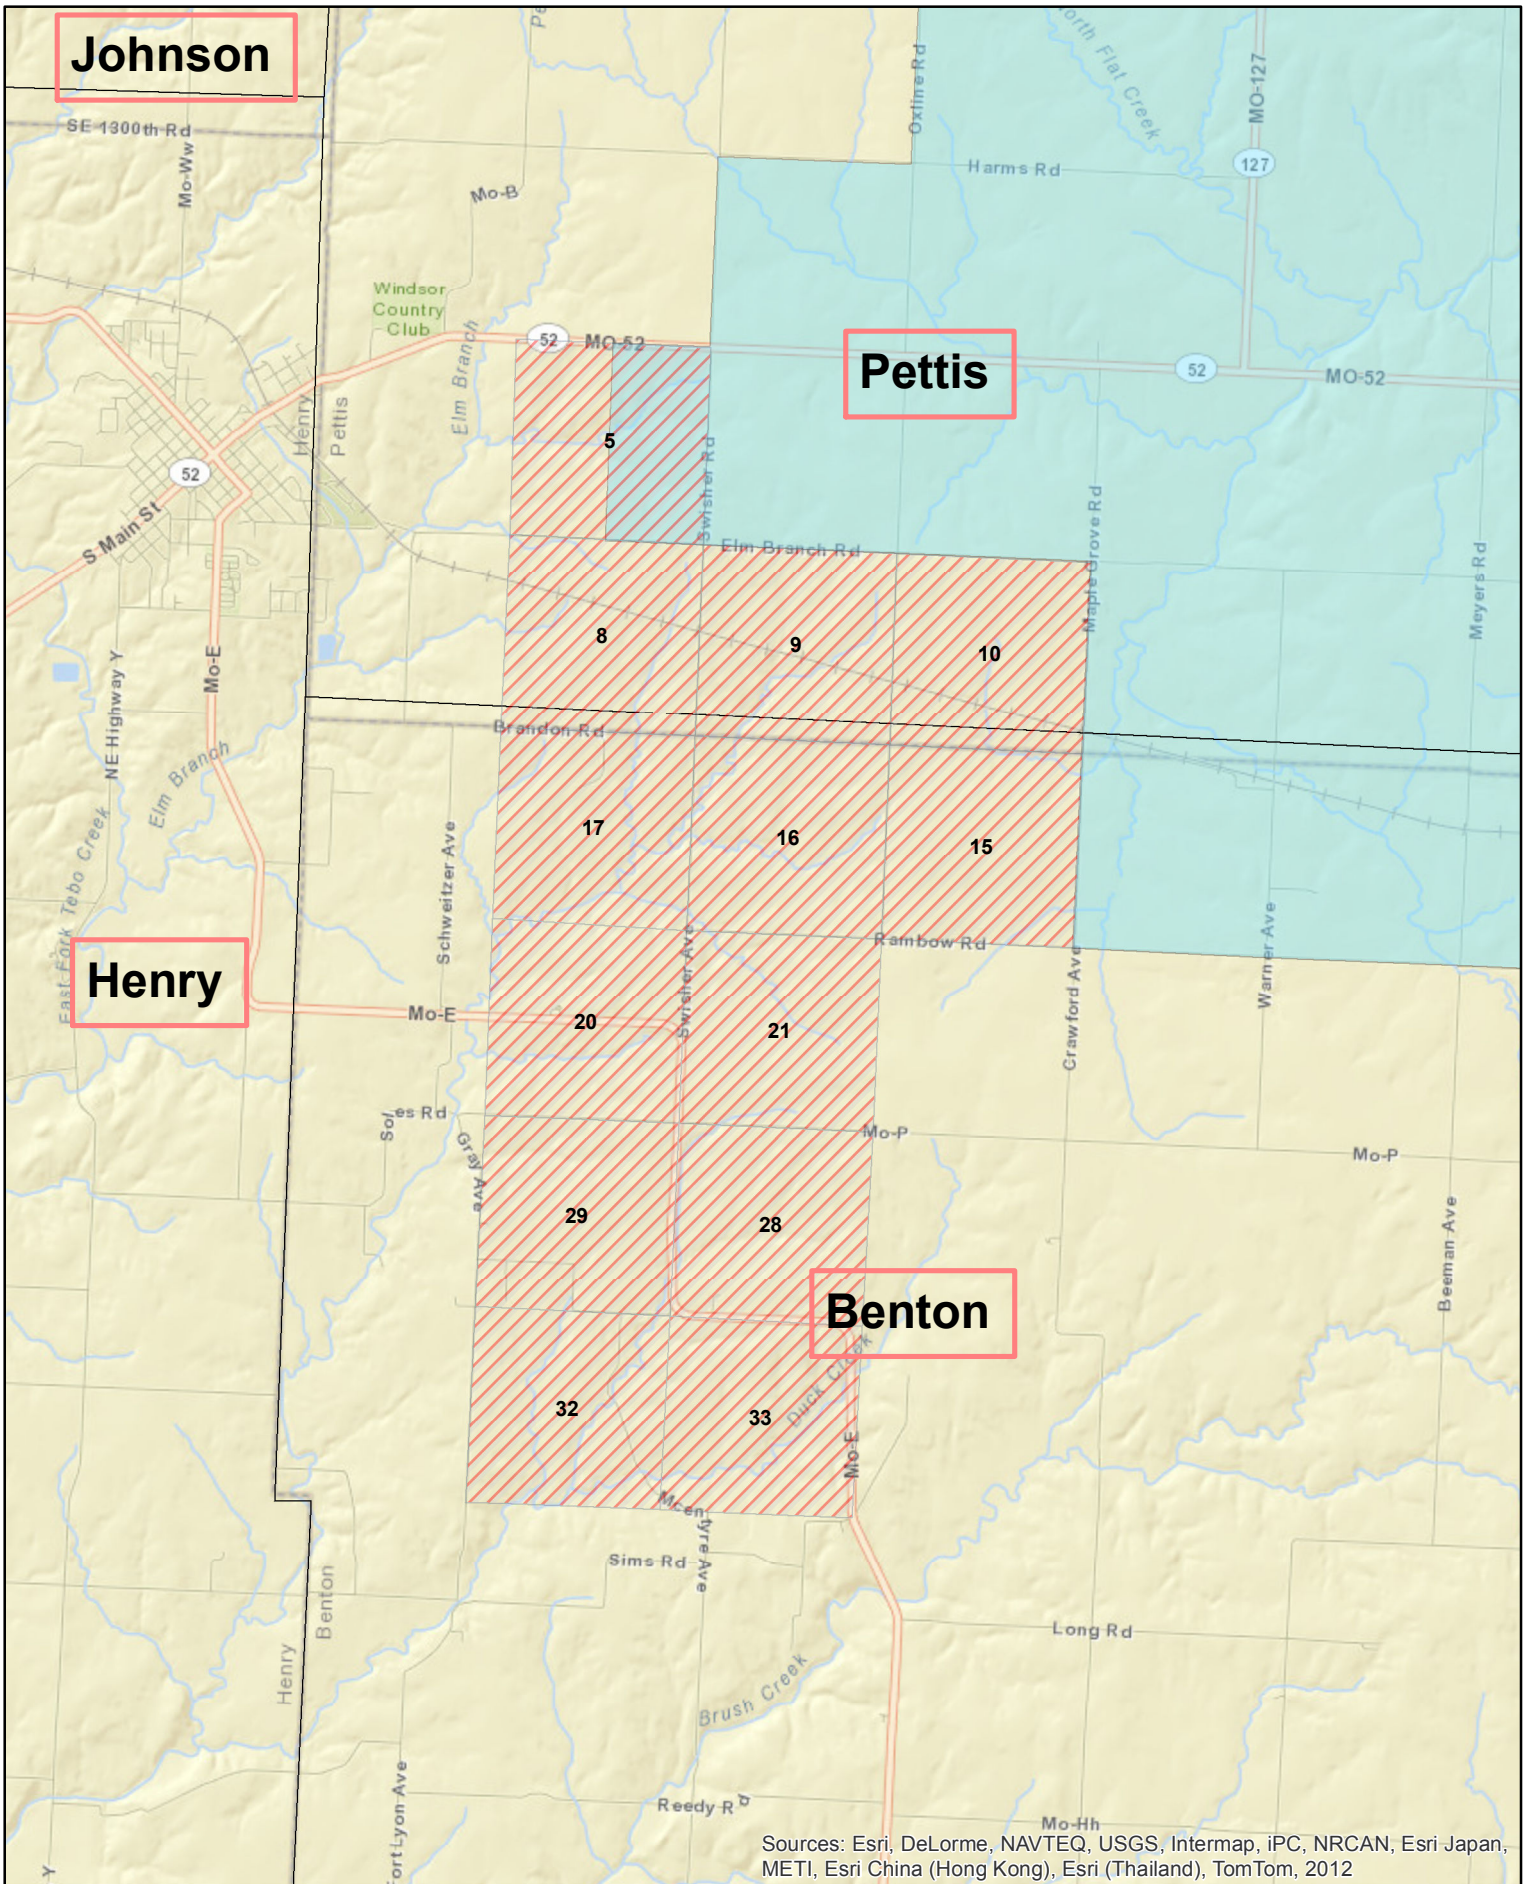 Johnson
SE 1300th Rd
Mo-Ww
Mo-B
Pe
Oxline Rd
North Flat Creek
MO-127
127
Harms Rd
Windsor
Country
Club
Elm Branch
52
MO-52
Pettis
52
MO-52
Henry
Pettis
5
Swisher Rd
52
S Main St
Elm Branch Rd
Maple Grove Rd
Meyers Rd
8
9
10
Mo-E
NE Highway Y
Brandon Rd
Elm Branch
East Fork Tebo Creek
Schweitzer Ave
17
16
15
Rambow Rd
Swisher Ave
Crawford Ave
Warner Ave
Henry
Mo-E
20
21
Soles Rd
Gray Ave
Mo-P
Mo-P
29
28
Beeman Ave
Benton
Duck Creek
32
33
Mo-E
Mcentyre Ave
Sims Rd
Henry
Benton
Long Rd
Brush Creek
Fort Lyon Ave
Reedy Rd
Mo-Hh
Y
Sources: Esri, DeLorme, NAVTEQ, USGS, Intermap, iPC, NRCAN, Esri Japan,
METI, Esri China (Hong Kong), Esri (Thailand), TomTom, 2012